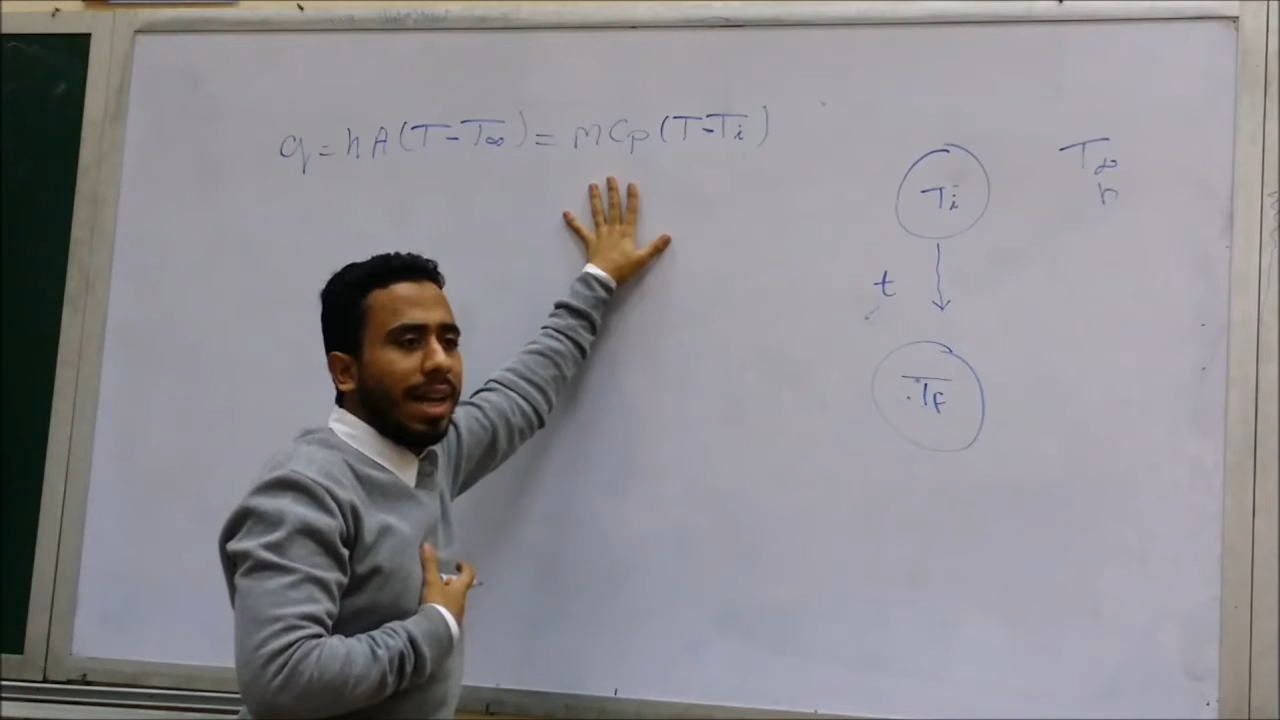 q = hA(T - T∞) = mCp(T - Ti)
Ti
T∞
h
t
Tf